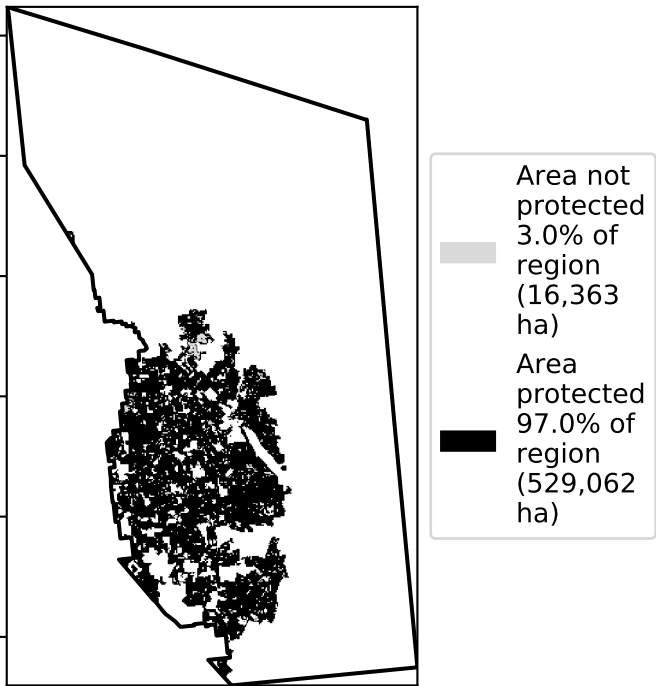 Area not
protected
3.0% of
region
(16,363
ha)
Area
protected
97.0% of
region
(529,062
ha)